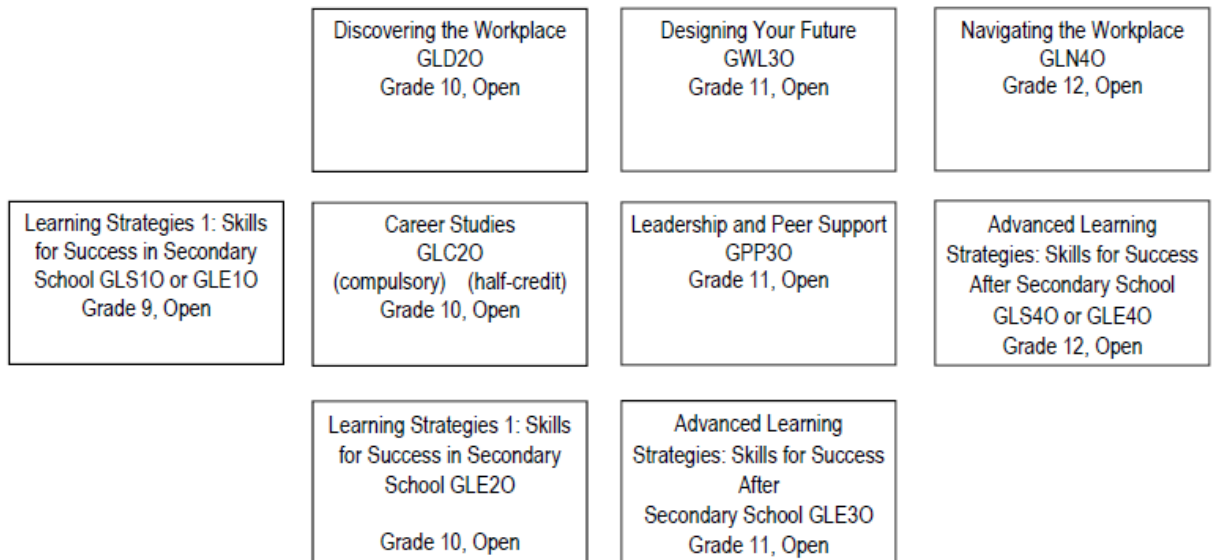 Discovering the Workplace
GLD2O
Grade 10, Open
Designing Your Future
GWL3O
Grade 11, Open
Navigating the Workplace
GLN4O
Grade 12, Open
Learning Strategies 1: Skills
for Success in Secondary
School GLS1O or GLE1O
Grade 9, Open
Career Studies
GLC2O
(compulsory) (half-credit)
Grade 10, Open
Leadership and Peer Support
GPP3O
Grade 11, Open
Advanced Learning
Strategies: Skills for Success
After Secondary School
GLS4O or GLE4O
Grade 12, Open
Learning Strategies 1: Skills
for Success in Secondary
School GLE2O
Grade 10, Open
Advanced Learning
Strategies: Skills for Success
After
Secondary School GLE3O
Grade 11, Open